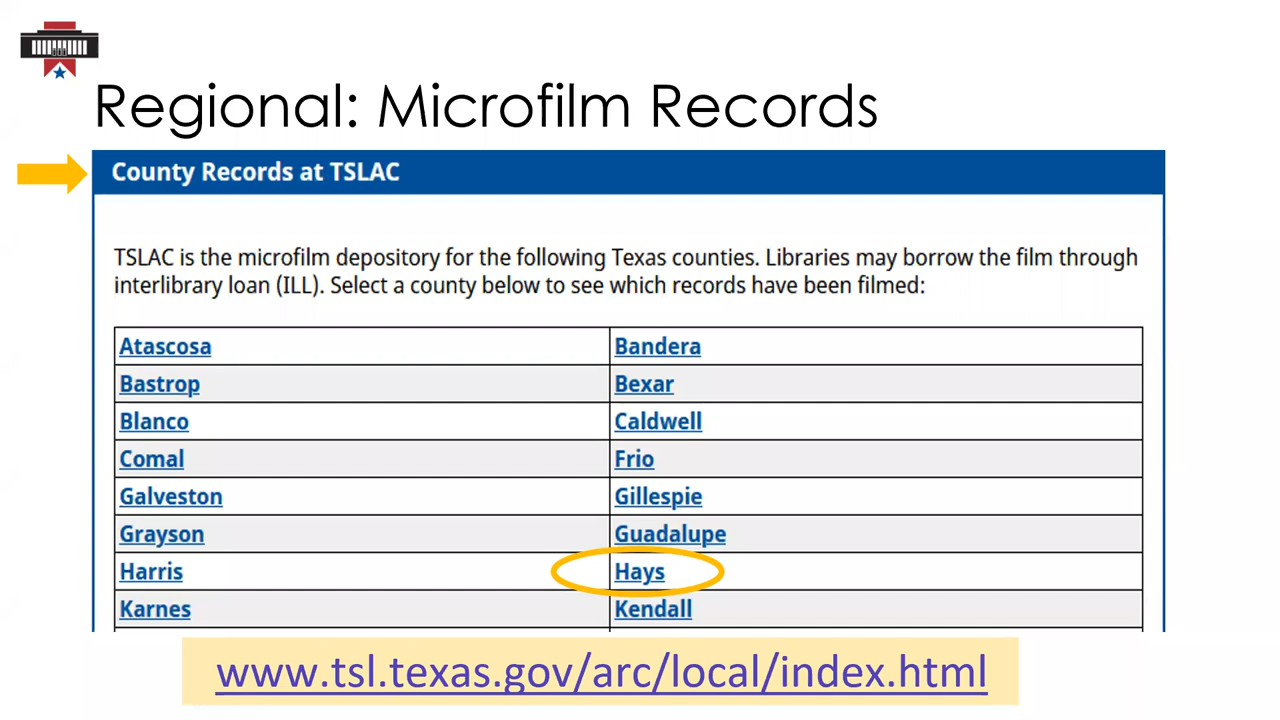 Regional: Microfilm Records
County Records at TSLAC
TSLAC is the microfilm depository for the following Texas counties. Libraries may borrow the film through
interlibrary loan (ILL). Select a county below to see which records have been filmed:
Atascosa Bandera
Bastrop Bexar
Blanco Caldwell
Comal Frio
Galveston Gillespie
Grayson Guadalupe
Harris Hays
Karnes Kendall
www.tsl.texas.gov/arc/local/index.html